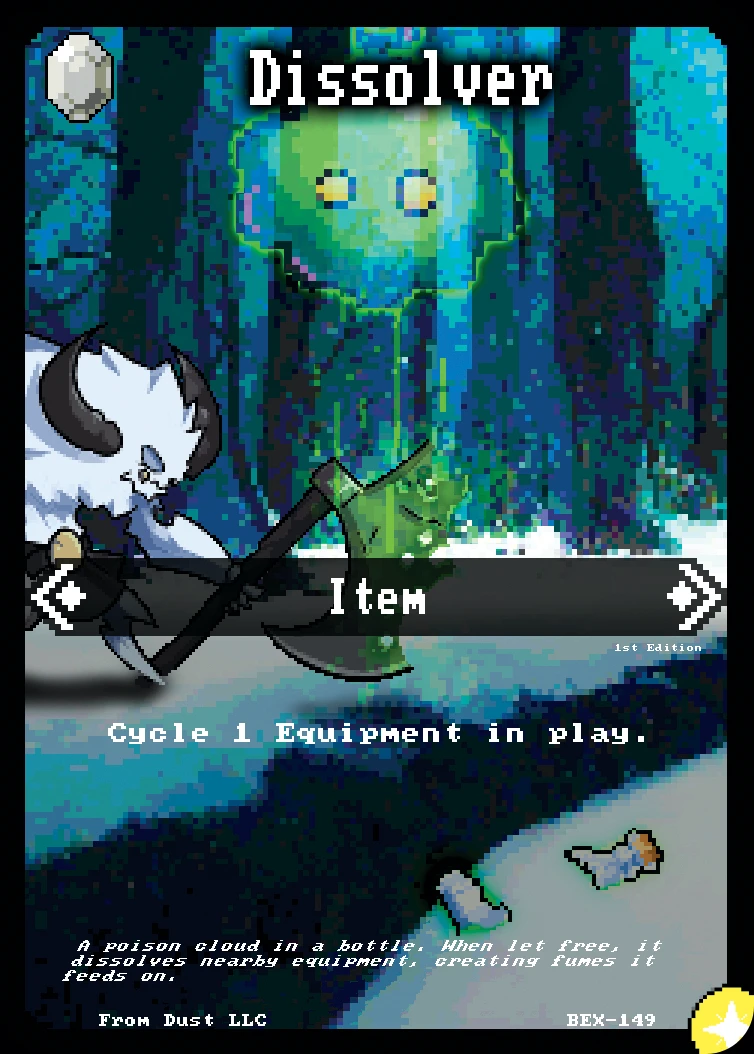 Dissolver
Item
1st Edition
Cycle 1 Equipment in play.
A poison cloud in a bottle. When let free, it
dissolves nearby equipment, creating fumes it
feeds on.
From Dust LLC
BEX-149